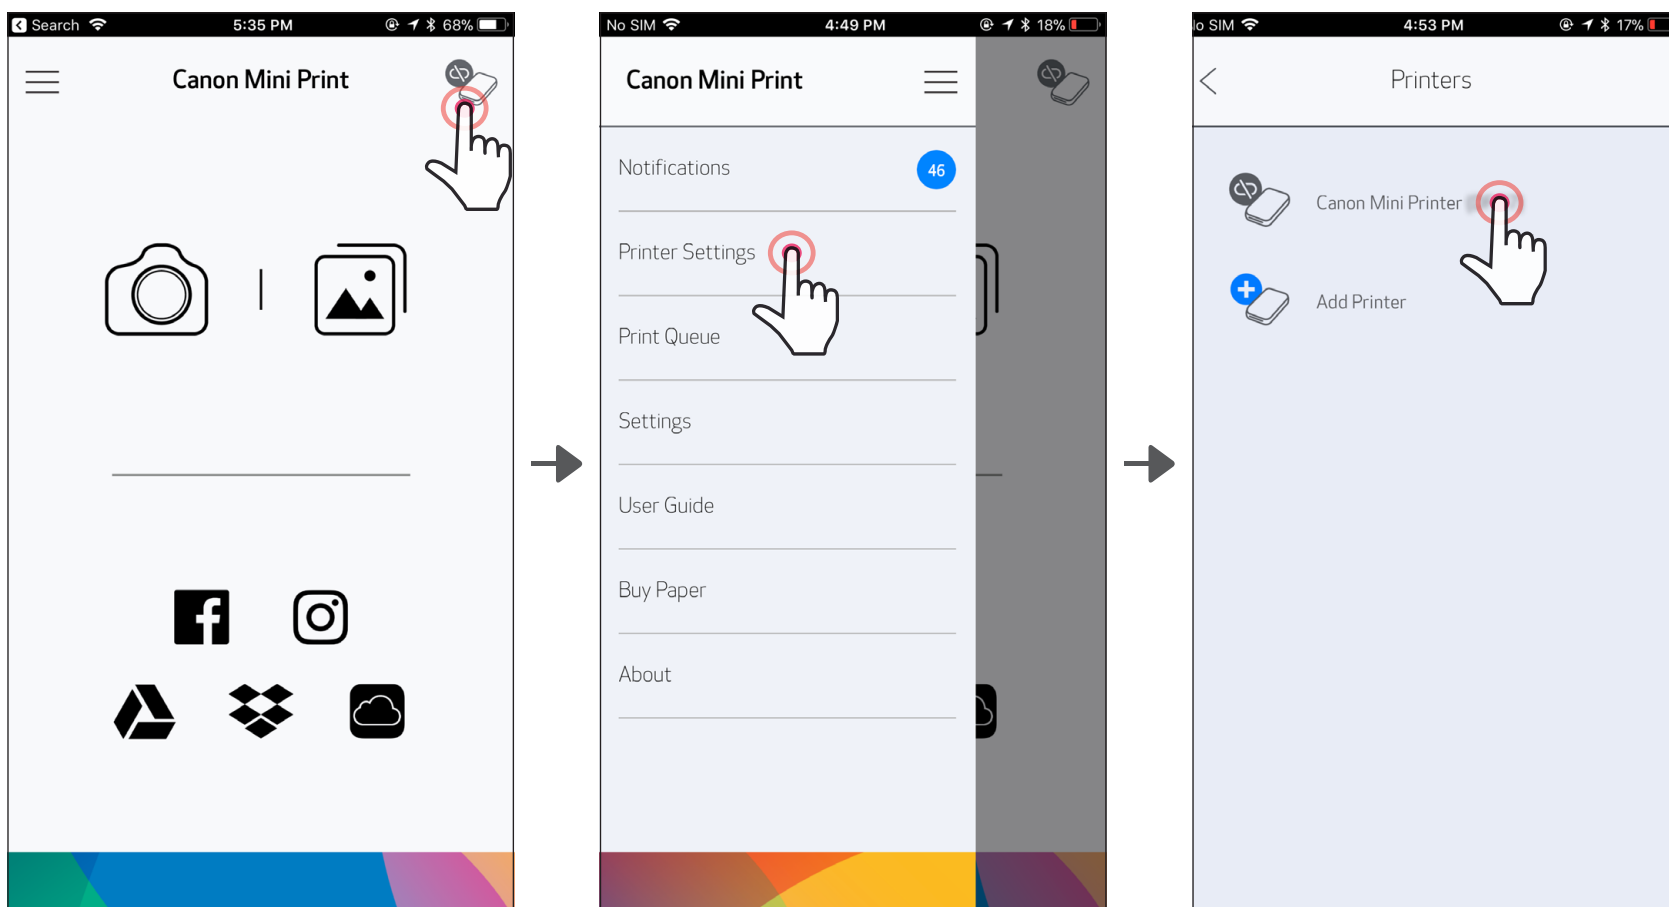 Search 5:35 PM 68%
Canon Mini Print
No SIM 4:49 PM 18%
Canon Mini Print
Notifications 46
Printer Settings
Print Queue
Settings
User Guide
Buy Paper
About
lo SIM 4:53 PM 17%
Printers
Canon Mini Printer
Add Printer